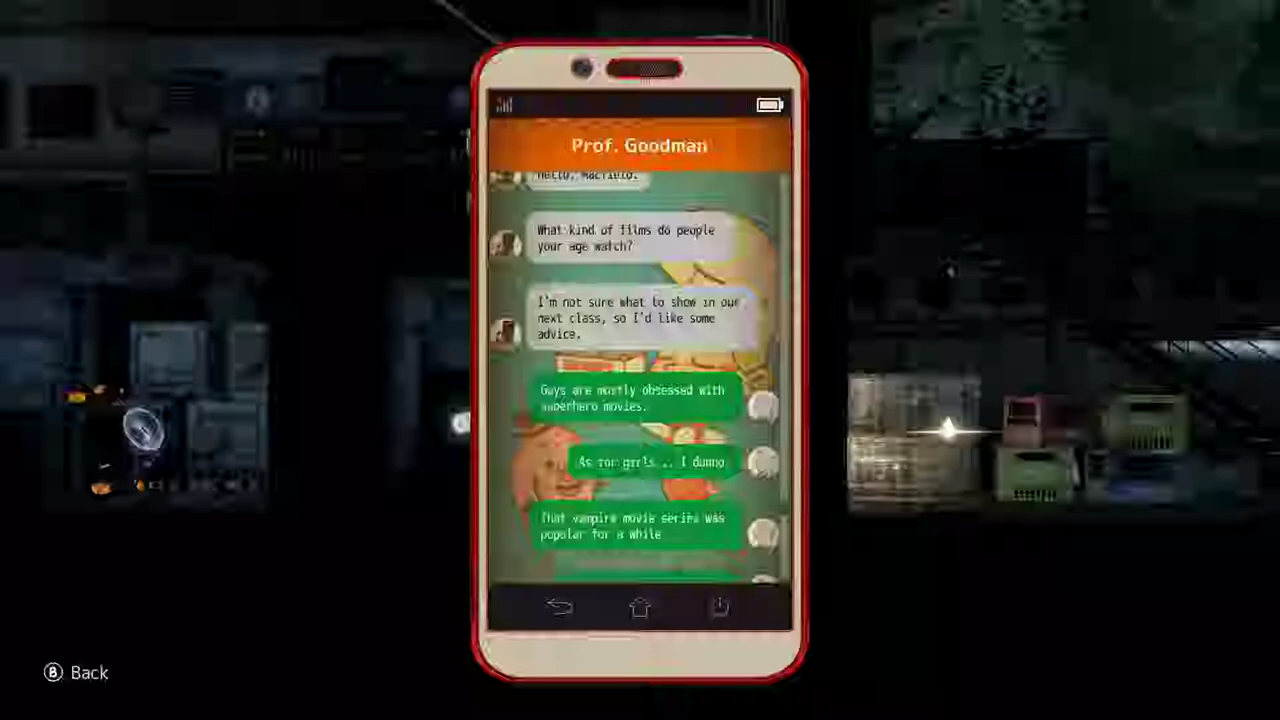 Prof. Goodman
Hello, MacField.
What kind of films do people
your age watch?
I'm not sure what to show in our
next class, so I'd like some
advice.
Guys are mostly obsessed with
superhero movies.
As for girls... I dunno
That vampire movie series was
popular for a while
B Back